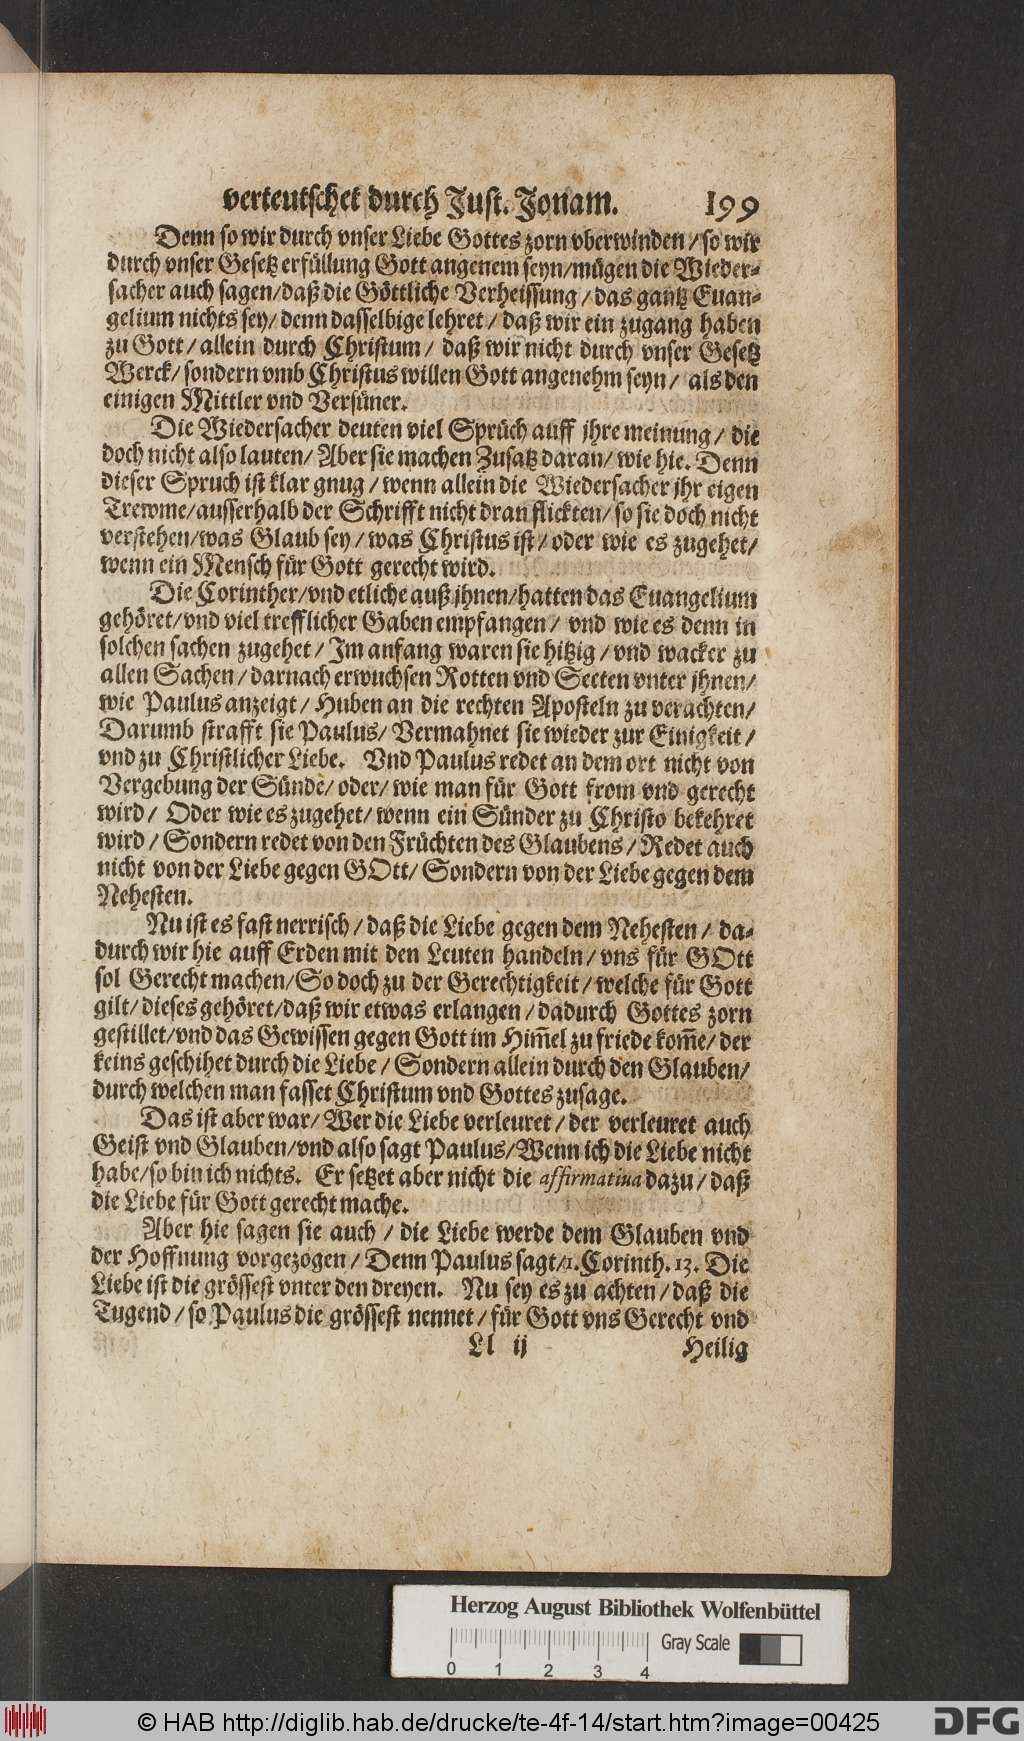 verteutschet durch Just. Jonam. 199
Denn so wir durch vnser Liebe Gottes zorn vberwinden / so wir
durch vnser Gesetz erfüllung Gott angenem seyn/mügen die Wieder-
sacher auch sagen/daß die Göttliche Verheissung / das gantz Euan-
gelium nichts sey/ denn dasselbige lehret / daß wir ein zugang haben
zu Gott / allein durch Christum / daß wir nicht durch vnser Gesetz
Werck/ sondern vmb Christus willen Gott angenehm seyn / als den
einigen Mittler vnd Versüner.
Die Wiedersacher deuten viel Sprüch auff jhre meinung / die
doch nicht also lauten/ Aber sie machen Zusatz daran/ wie hie. Denn
dieser Spruch ist klar gnug / wenn allein die Wiedersacher jhr eigen
Trewme/ausserhalb der Schrifft nicht dran flickten/ so sie doch nicht
verstehen/was Glaub sey / was Christus ist / oder wie es zugehet/
wenn ein Mensch für Gott gerecht wird.
Die Corinther/vnd etliche auß jhnen/hatten das Euangelium
gehöret/vnd viel trefflicher Gaben empfangen / vnd wie es denn in
solchen sachen zugehet / Im anfang waren sie hitzig / vnd wacker zu
allen Sachen / darnach erwuchsen Rotten vnd Secten vnter jhnen/
wie Paulus anzeigt / Huben an die rechten Aposteln zu verachten/
Darumb strafft sie Paulus/ Vermahnet sie wieder zur Einigkeit /
vnd zu Christlicher Liebe. Vnd Paulus redet an dem ort nicht von
Vergebung der Sünde/ oder/ wie man für Gott from vnd gerecht
wird / Oder wie es zugehet/ wenn ein Sünder zu Christo bekehret
wird / Sondern redet von den Früchten des Glaubens / Redet auch
nicht von der Liebe gegen GOtt/ Sondern von der Liebe gegen dem
Nehesten.
Nu ist es fast nerrisch / daß die Liebe gegen dem Nehesten / da-
durch wir hie auff Erden mit den Leuten handeln / vns für GOtt
sol Gerecht machen/So doch zu der Gerechtigkeit / welche für Gott
gilt/ dieses gehöret/daß wir etwas erlangen / dadurch Gottes zorn
gestillet/vnd das Gewissen gegen Gott im Him̃el zu friede kom̃e/ der
keins geschihet durch die Liebe / Sondern allein durch den Glauben/
durch welchen man fasset Christum vnd Gottes zusage.
Das ist aber war/ Wer die Liebe verleuret / der verleuret auch
Geist vnd Glauben/vnd also sagt Paulus/Wenn ich die Liebe nicht
habe/so bin ich nichts. Er setzet aber nicht die affirmatiua dazu / daß
die Liebe für Gott gerecht mache.
Aber hie sagen sie auch / die Liebe werde dem Glauben vnd
der Hoffnung vorgezogen / Denn Paulus sagt/1. Corinth. 13. Die
Liebe ist die grössest vnter den dreyen. Nu sey es zu achten / daß die
Tugend / so Paulus die grössest nennet / für Gott vns Gerecht vnd
Ll ij Heilig
Herzog August Bibliothek Wolfenbüttel
0 1 2 3 4 Gray Scale
© HAB http://diglib.hab.de/drucke/te-4f-14/start.htm?image=00425 DFG